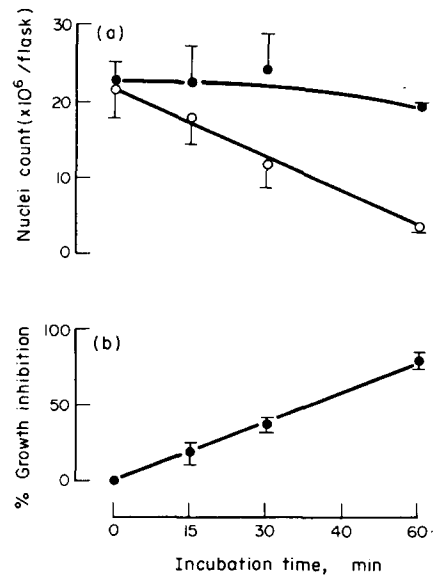 (a)
Nuclei count (x10⁶/flask)
30
20
10
0
(b)
% Growth inhibition
100
50
0
0 15 30 40 60
Incubation time, min